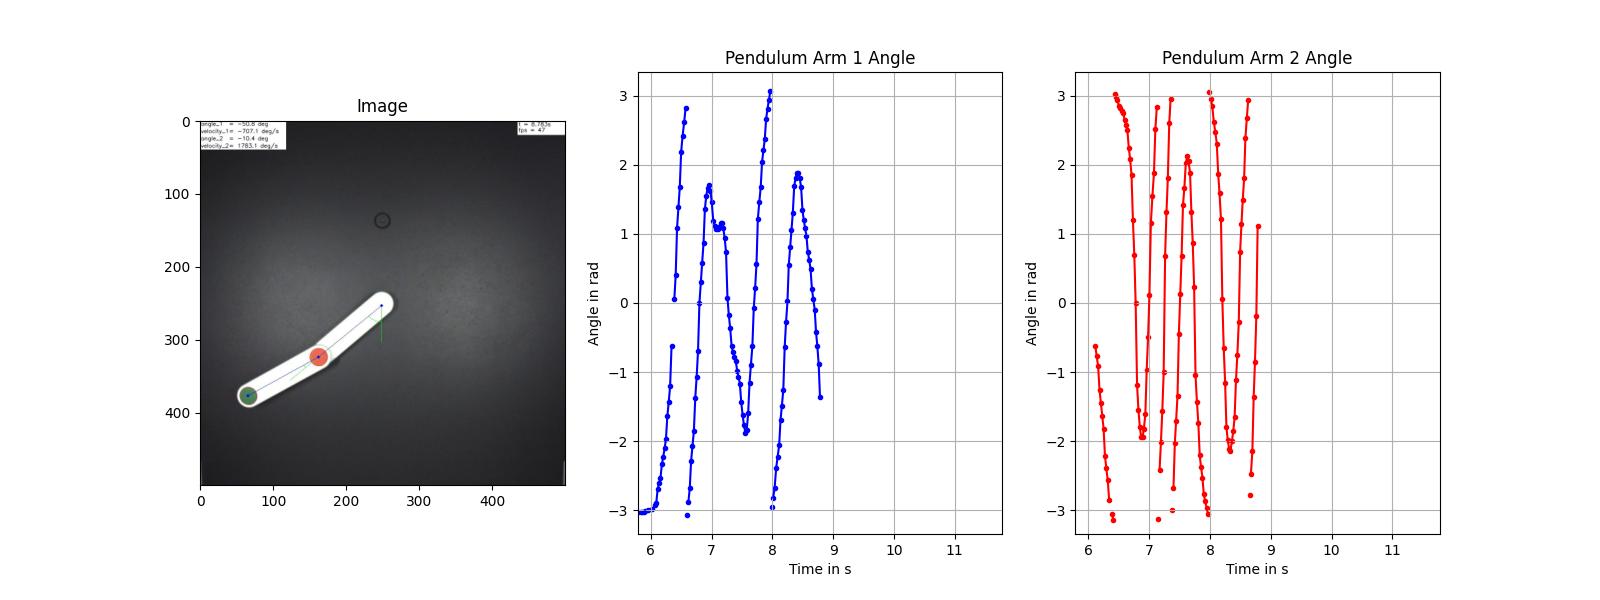 Image
angle_1 = -50.8 deg
velocity_1= -707.1 deg/s
angle_2 = -10.4 deg
velocity_2= 1783.1 deg/s
t = 8.783s
fps = 47
0
100
200
300
400
0 100 200 300 400
Pendulum Arm 1 Angle
Angle in rad
3
2
1
0
−1
−2
−3
6 7 8 9 10 11
Time in s
Pendulum Arm 2 Angle
Angle in rad
3
2
1
0
−1
−2
−3
6 7 8 9 10 11
Time in s